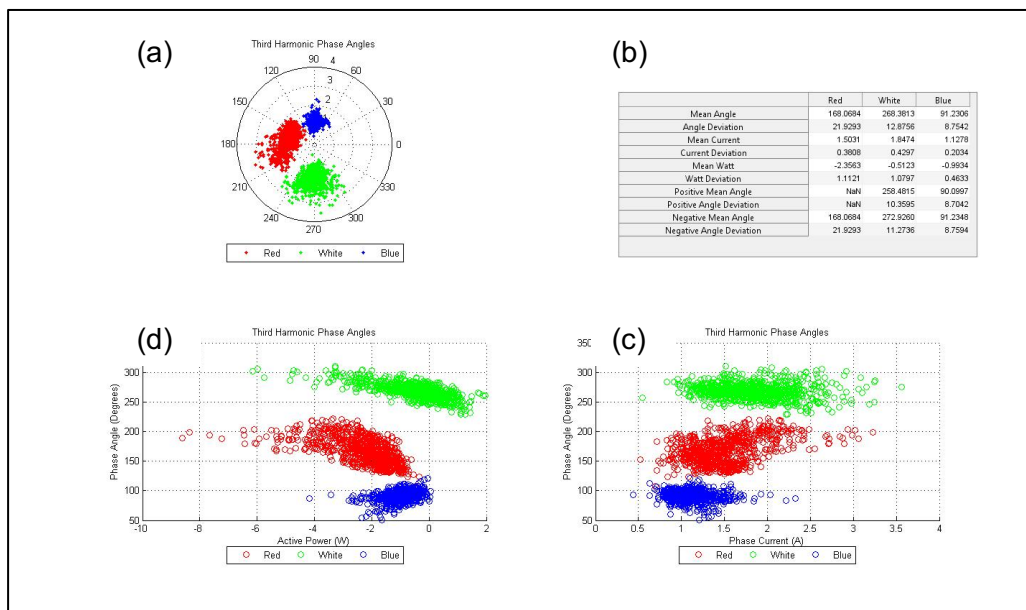 (a)
Third Harmonic Phase Angles
90 4
120 60
3
150 2 30
180 0
210 330
240 300
270
Red White Blue
(b)
Red White Blue
Mean Angle 168.0684 268.3813 91.2306
Angle Deviation 21.9293 12.8756 8.7542
Mean Current 1.5031 1.8474 1.1278
Current Deviation 0.3808 0.4297 0.2034
Mean Watt -2.3563 -0.5123 -0.9934
Watt Deviation 1.1121 1.0797 0.4633
Positive Mean Angle NaN 258.4815 90.0997
Positive Angle Deviation NaN 10.3595 8.7042
Negative Mean Angle 168.0684 272.9260 91.2348
Negative Angle Deviation 21.9293 11.2736 8.7594
(d)
Third Harmonic Phase Angles
Phase Angle (Degrees)
300
250
200
150
100
50
-10 -8 -6 -4 -2 0 2
Active Power (W)
Red White Blue
(c)
Third Harmonic Phase Angles
Phase Angle (Degrees)
350
300
250
200
150
100
50
0 0.5 1 1.5 2 2.5 3 3.5 4
Phase Current (A)
Red White Blue